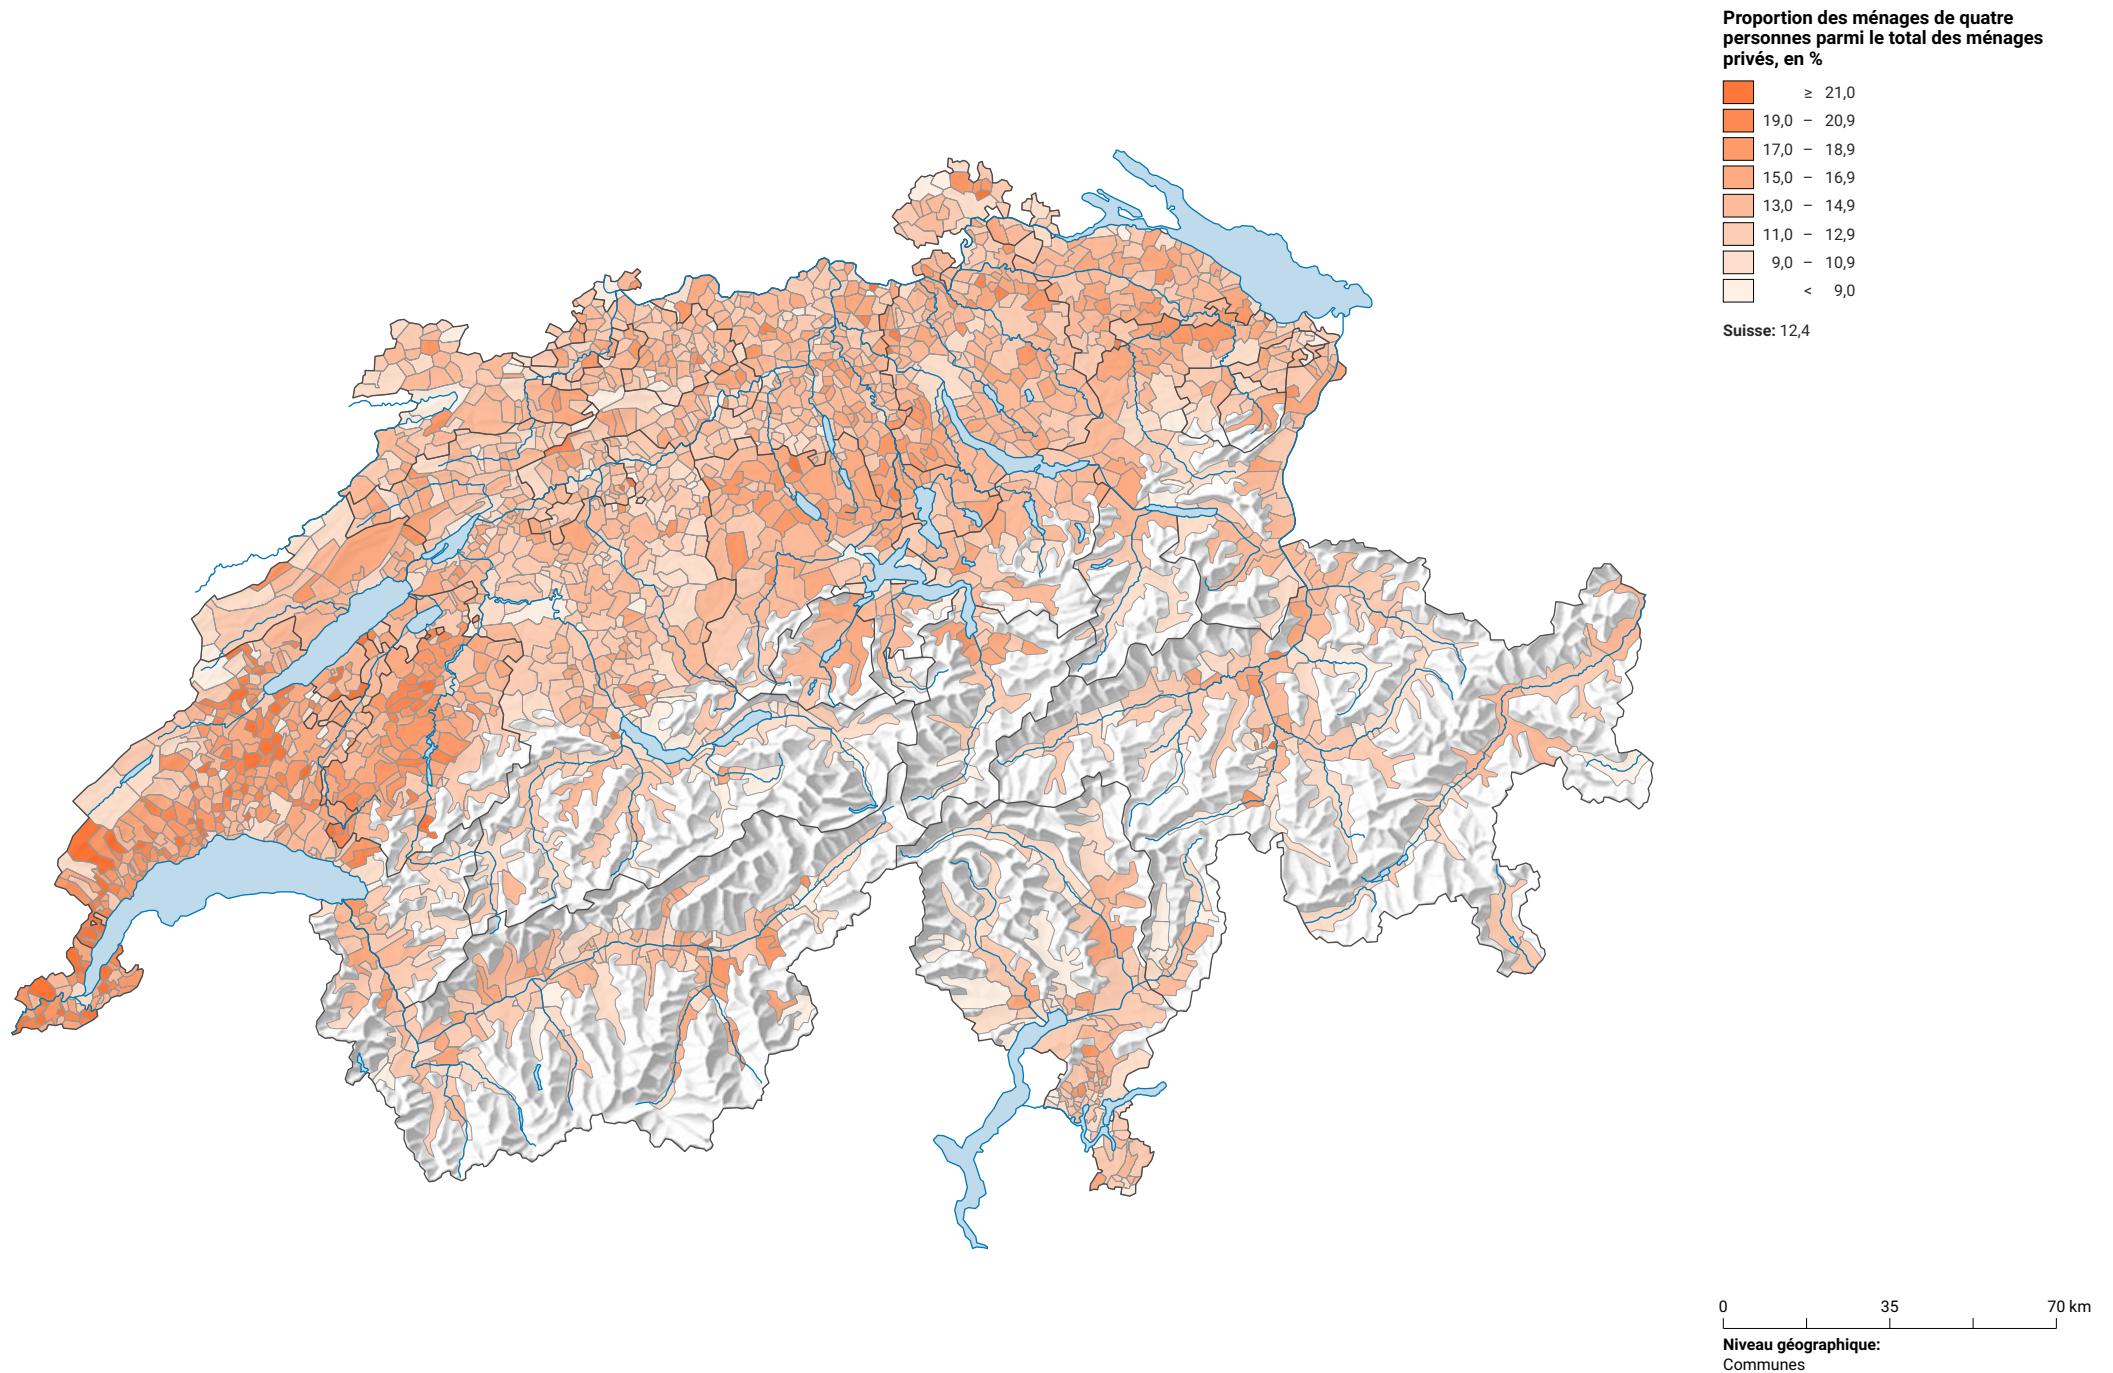 Proportion des ménages de quatre
personnes parmi le total des ménages
privés, en %
≥ 21,0
19,0 – 20,9
17,0 – 18,9
15,0 – 16,9
13,0 – 14,9
11,0 – 12,9
9,0 – 10,9
< 9,0
Suisse: 12,4
0 35 70 km
Niveau géographique:
Communes